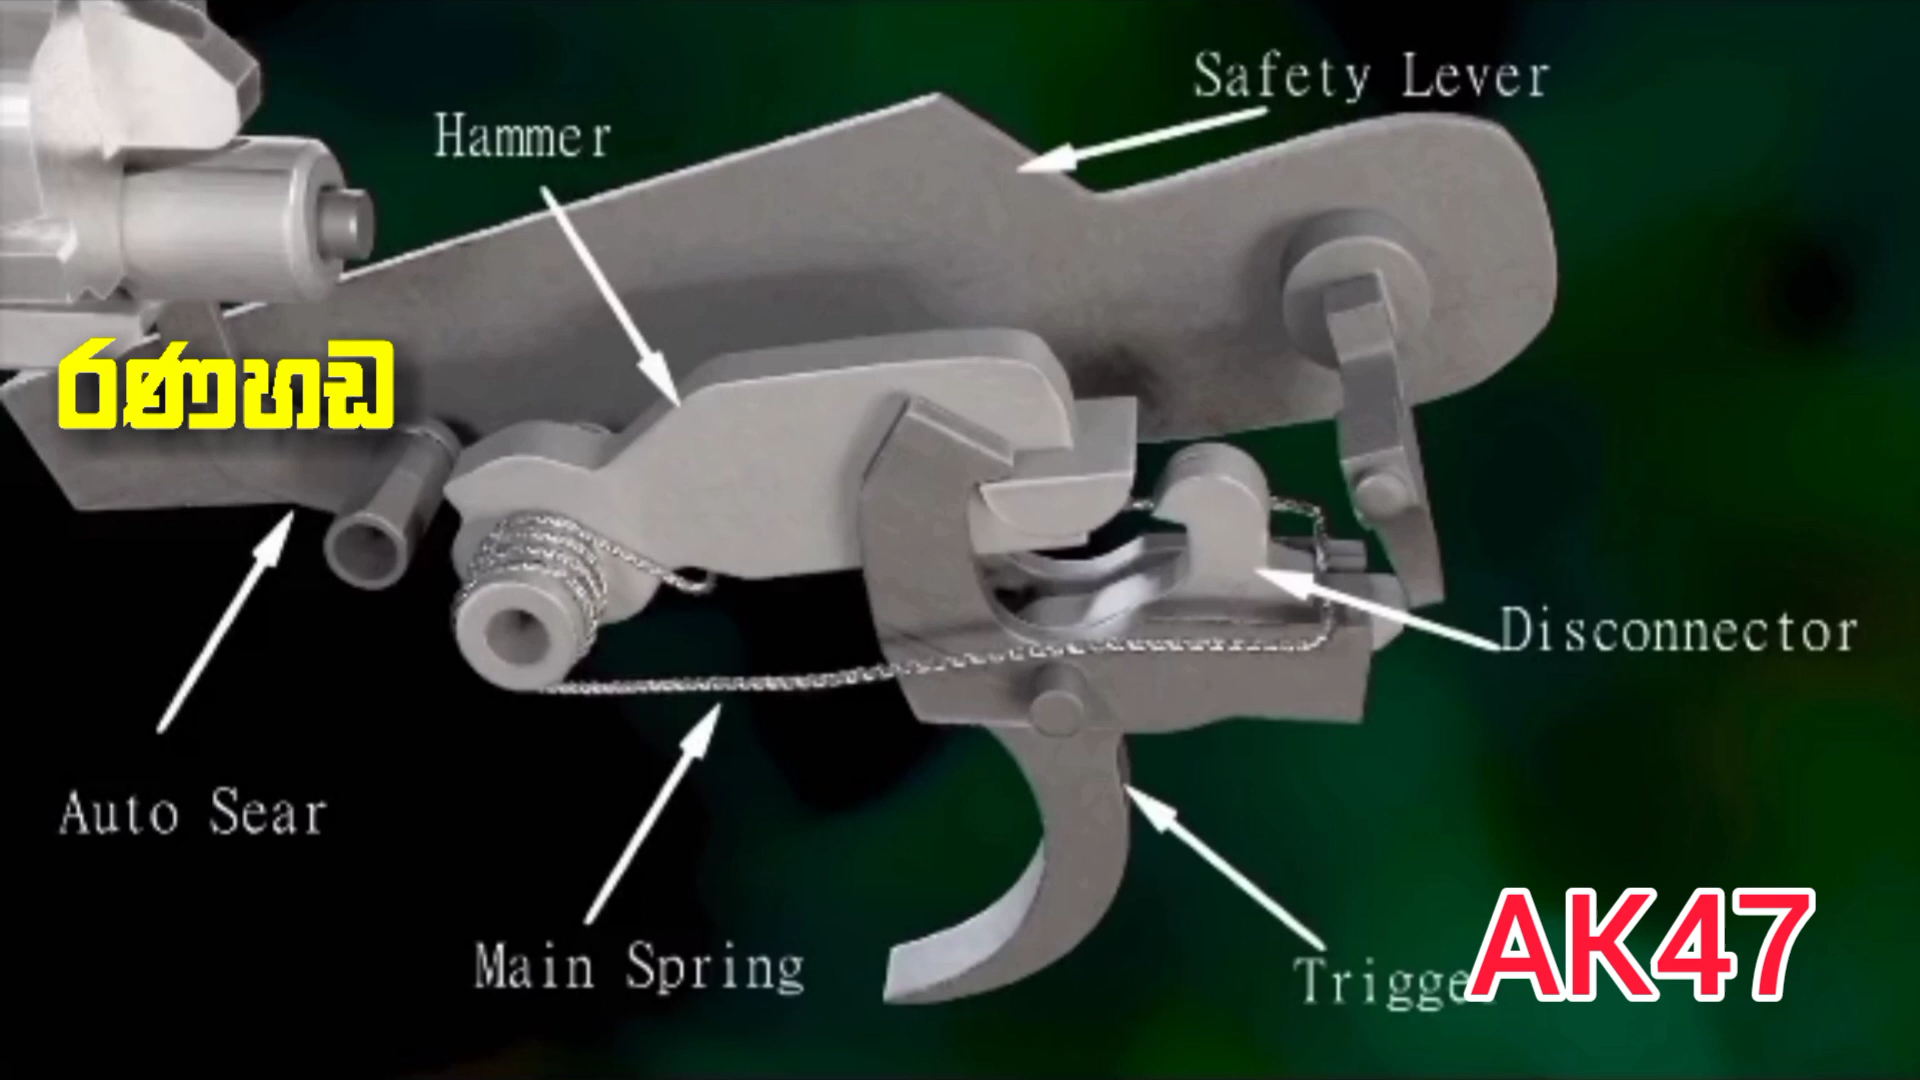 Safety Lever
Hammer
රණහඬ
Disconnector
Auto Sear
Main Spring
Trigge
AK47